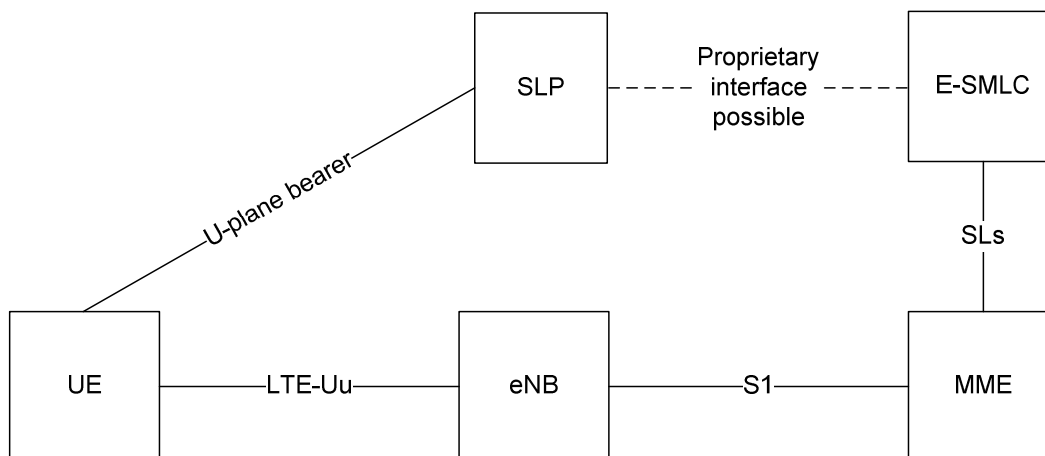 SLP
Proprietary
interface
possible
E-SMLC
U-plane bearer
SLs
UE
LTE-Uu
eNB
S1
MME